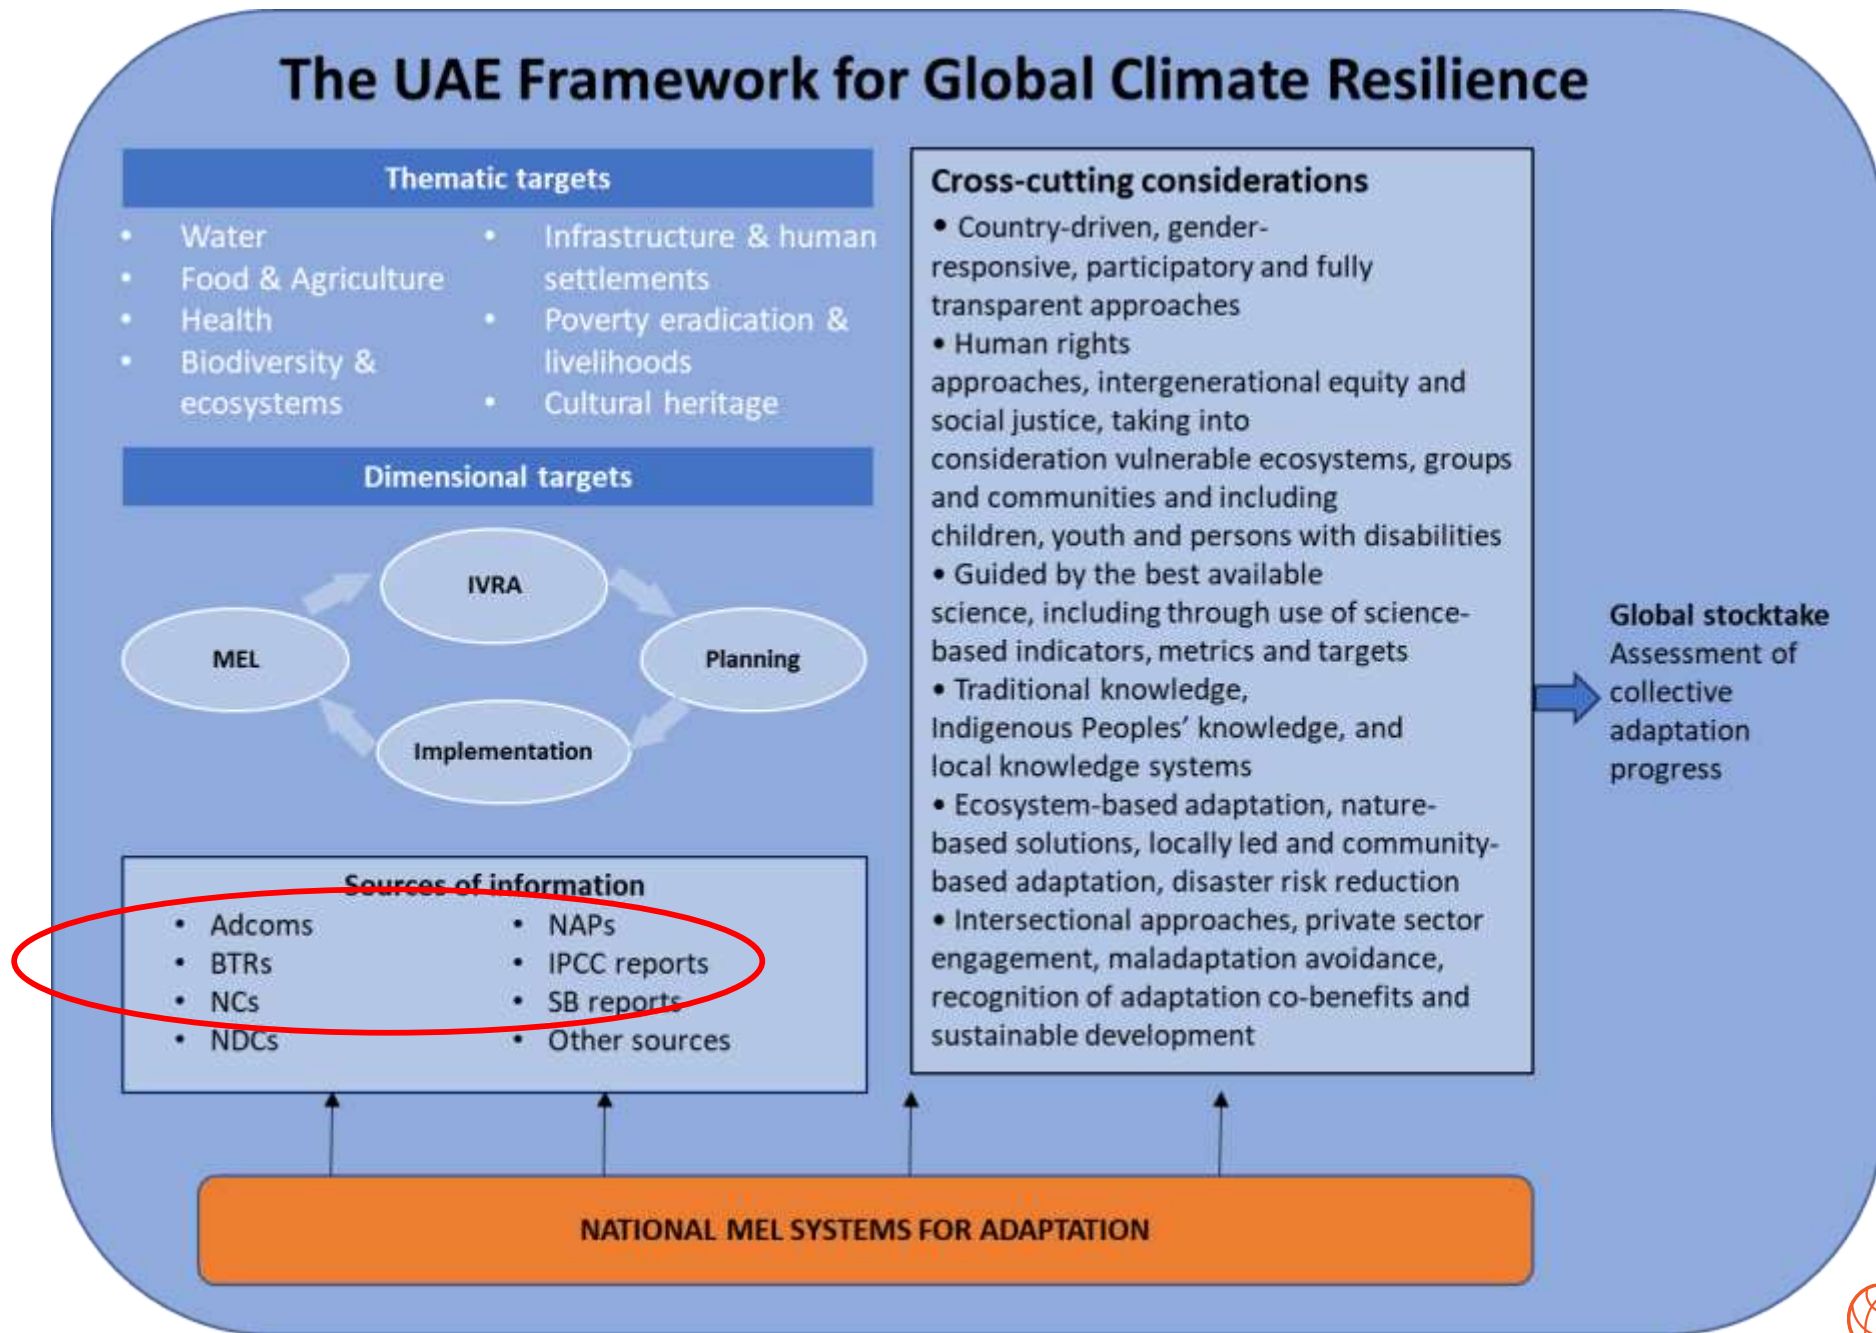 The UAE Framework for Global Climate Resilience
Thematic targets
• Water
• Food & Agriculture
• Health
• Biodiversity &
ecosystems
• Infrastructure & human
settlements
• Poverty eradication &
livelihoods
• Cultural heritage
Dimensional targets
IVRA
MEL
Planning
Implementation
Sources of information
• Adcoms
• BTRs
• NCs
• NDCs
• NAPs
• IPCC reports
• SB reports
• Other sources
Cross-cutting considerations
• Country-driven, gender-
responsive, participatory and fully
transparent approaches
• Human rights
approaches, intergenerational equity and
social justice, taking into
consideration vulnerable ecosystems, groups
and communities and including
children, youth and persons with disabilities
• Guided by the best available
science, including through use of science-
based indicators, metrics and targets
• Traditional knowledge,
Indigenous Peoples’ knowledge, and
local knowledge systems
• Ecosystem-based adaptation, nature-
based solutions, locally led and community-
based adaptation, disaster risk reduction
• Intersectional approaches, private sector
engagement, maladaptation avoidance,
recognition of adaptation co-benefits and
sustainable development
Global stocktake
Assessment of
collective
adaptation
progress
NATIONAL MEL SYSTEMS FOR ADAPTATION